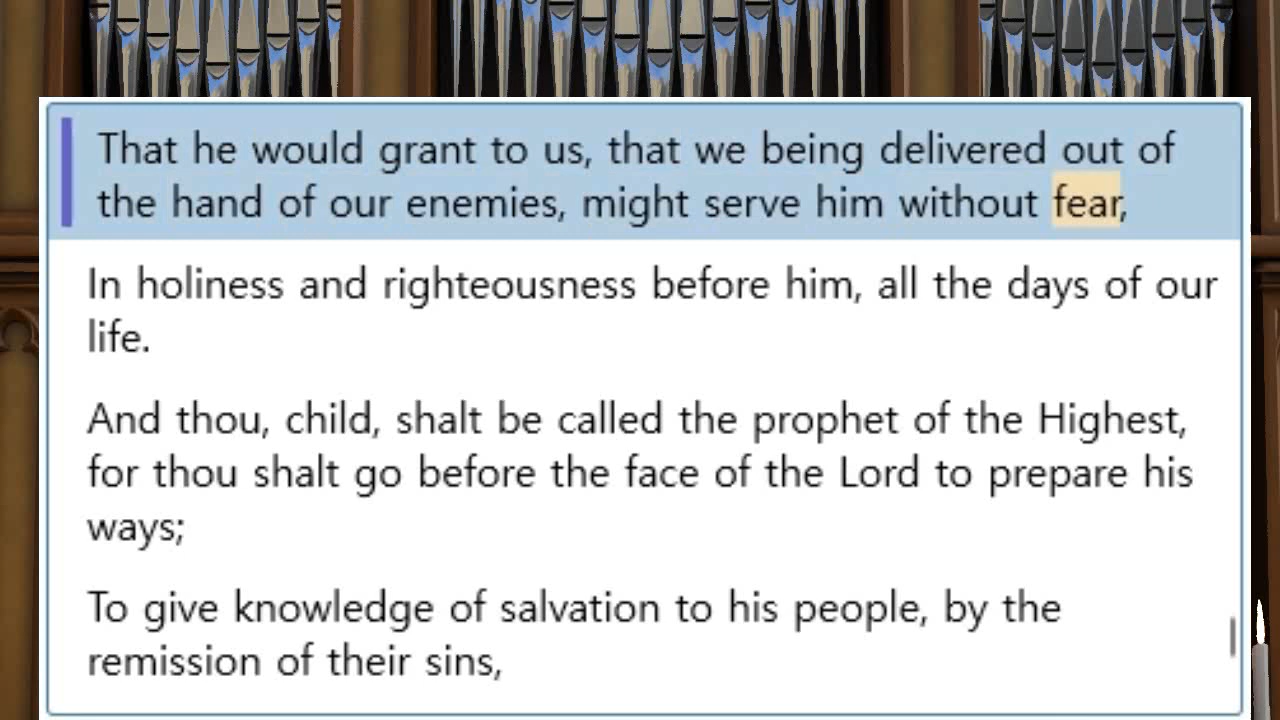 That he would grant to us, that we being delivered out of
the hand of our enemies, might serve him without fear,
In holiness and righteousness before him, all the days of our
life.
And thou, child, shalt be called the prophet of the Highest,
for thou shalt go before the face of the Lord to prepare his
ways;
To give knowledge of salvation to his people, by the
remission of their sins,